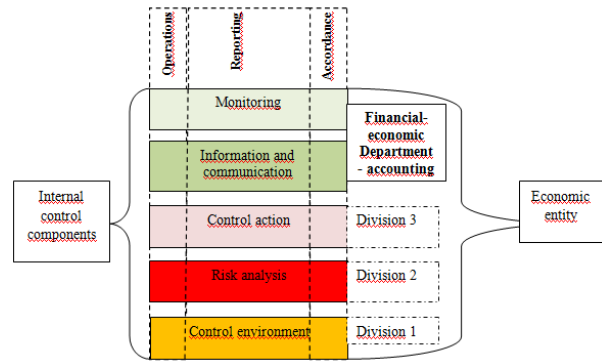 Operations
Reporting
Accordance
Monitoring
Financial-
economic
Department
- accounting
Information and
communication
Internal
control
components
Economic
entity
Control action
Division 3
Risk analysis
Division 2
Control environment
Division 1